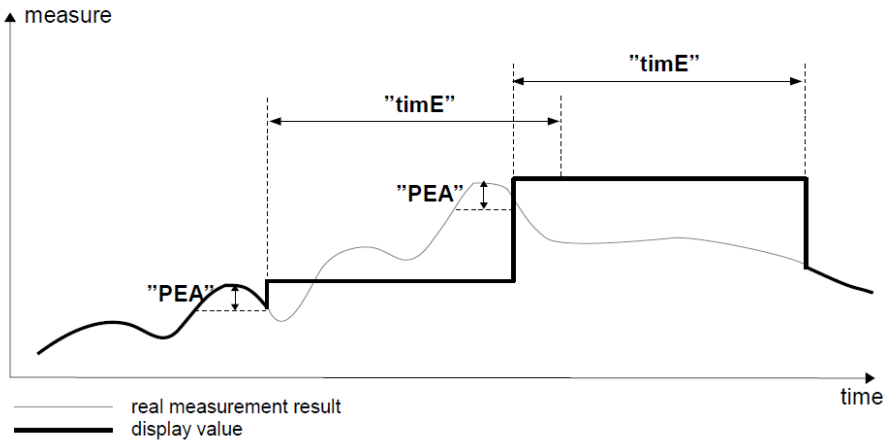 measure
”timE”
”timE”
”PEA”
”PEA”
time
real measurement result
display value